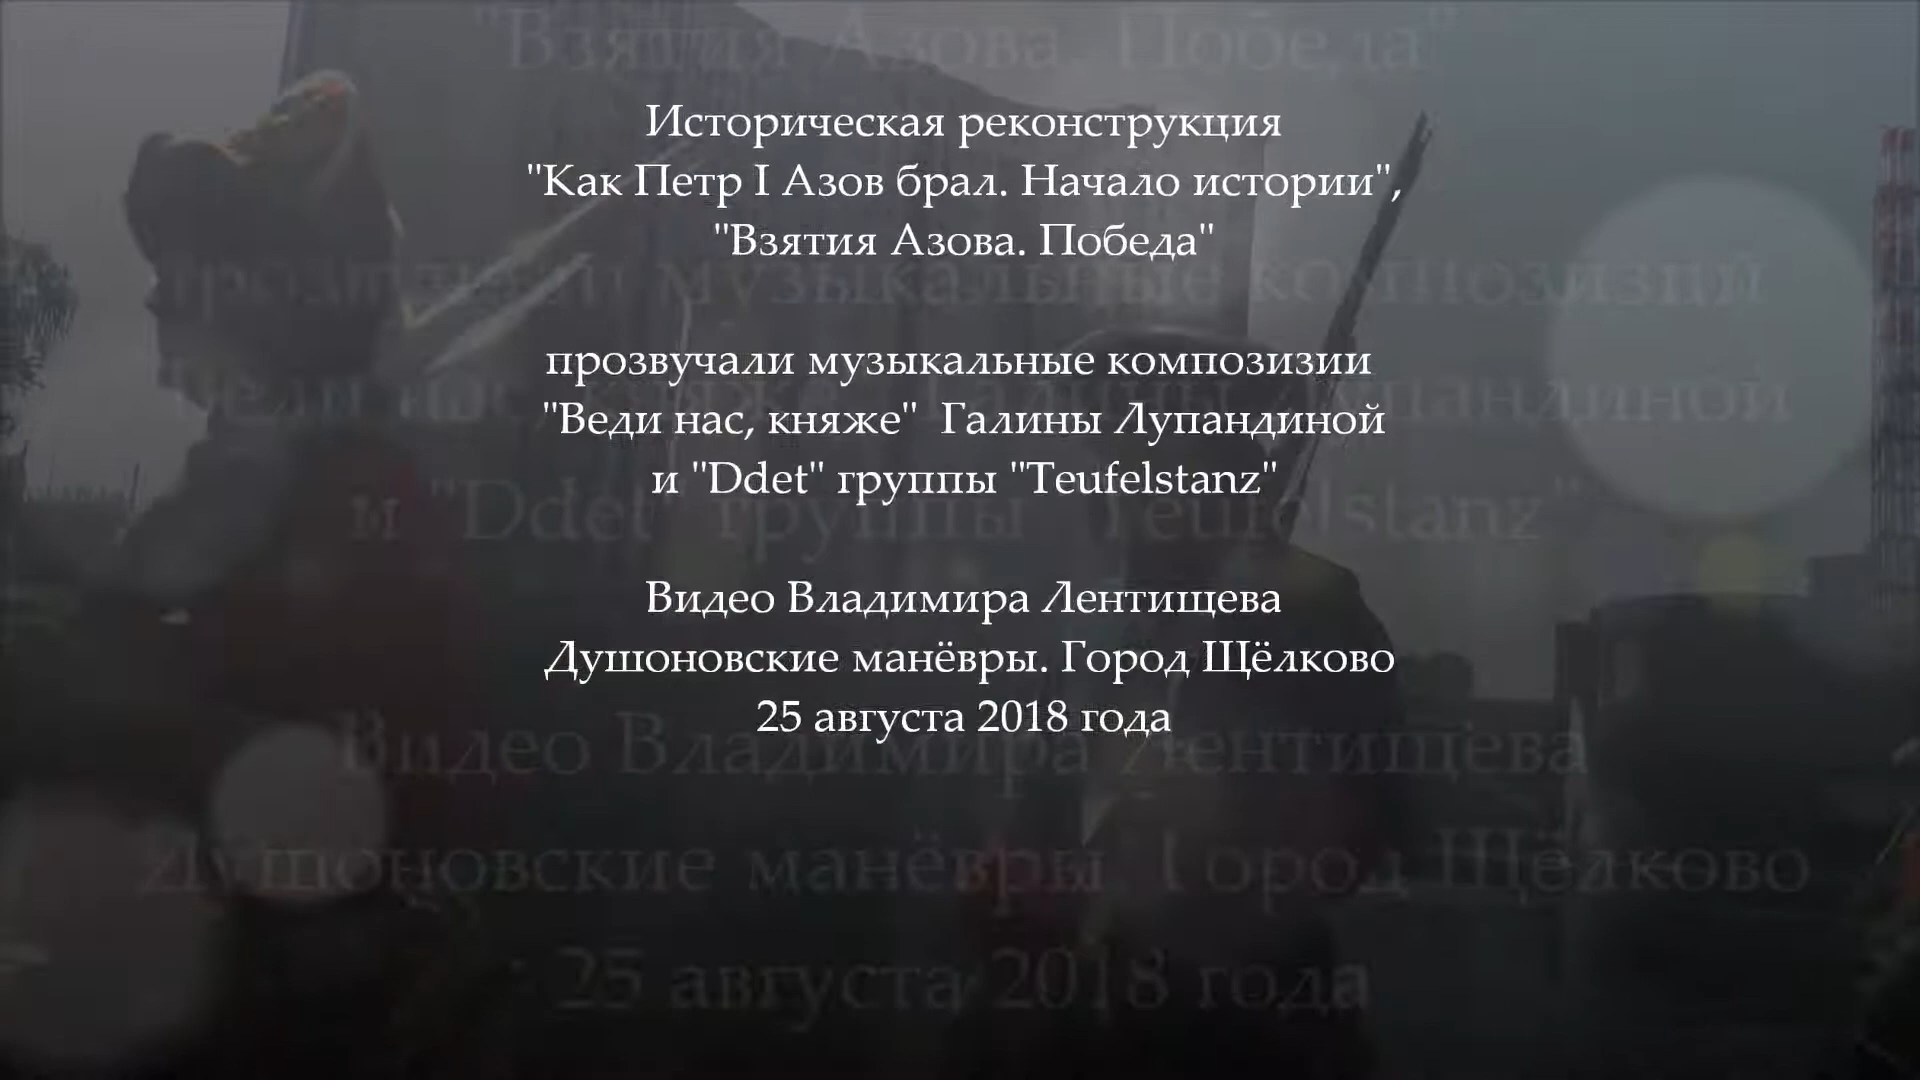 Историческая реконструкция
"Как Петр I Азов брал. Начало истории",
"Взятия Азова. Победа"
прозвучали музыкальные композизии
"Веди нас, княже" Галины Лупандиной
и "Ddet" группы "Teufelstanz"
Видео Владимира Лентищева
Душоновские манёвры. Город Щёлково
25 августа 2018 года